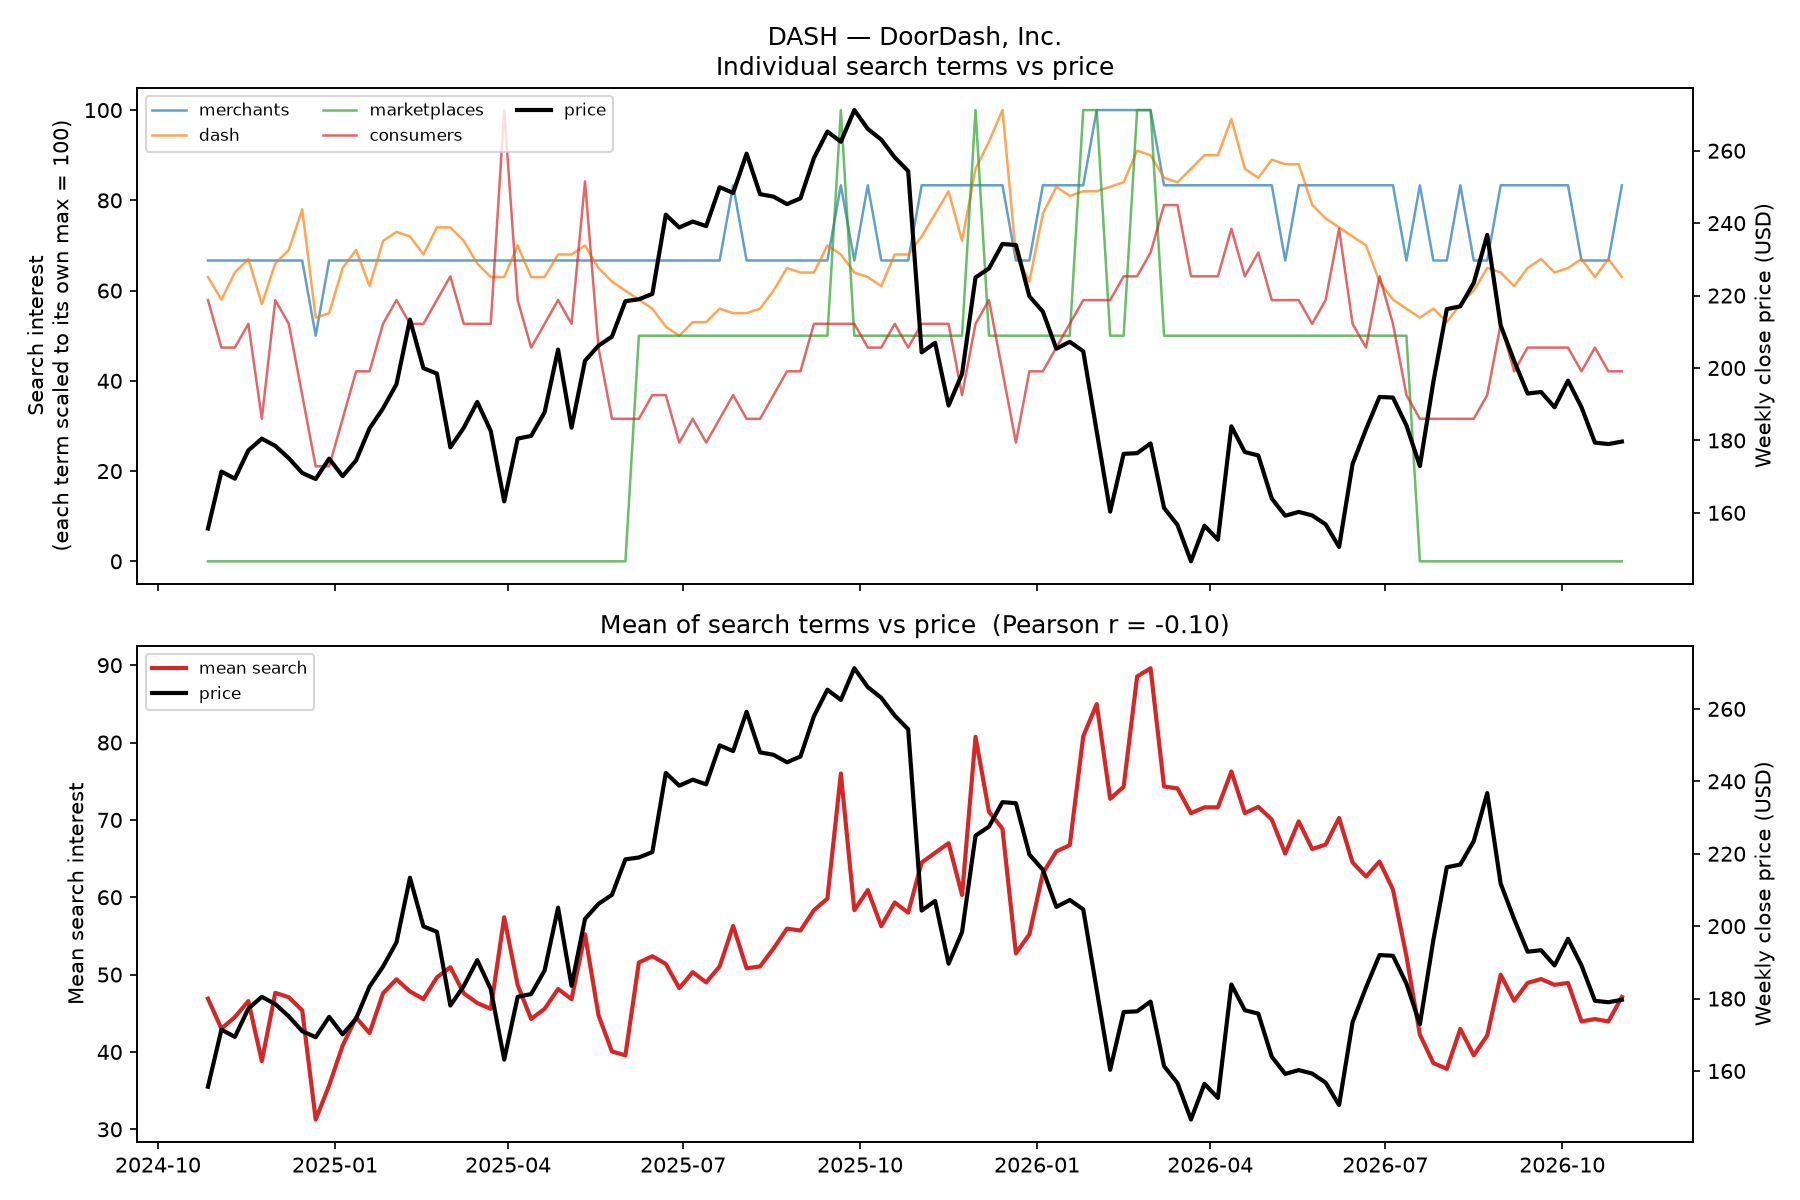 DASH — DoorDash, Inc.
Individual search terms vs price
merchants
dash
marketplaces
consumers
price
Search interest
(each term scaled to its own max = 100)
100
80
60
40
20
0
Weekly close price (USD)
260
240
220
200
180
160
Mean of search terms vs price (Pearson r = -0.10)
mean search
price
Mean search interest
90
80
70
60
50
40
30
Weekly close price (USD)
260
240
220
200
180
160
2024-10
2025-01
2025-04
2025-07
2025-10
2026-01
2026-04
2026-07
2026-10